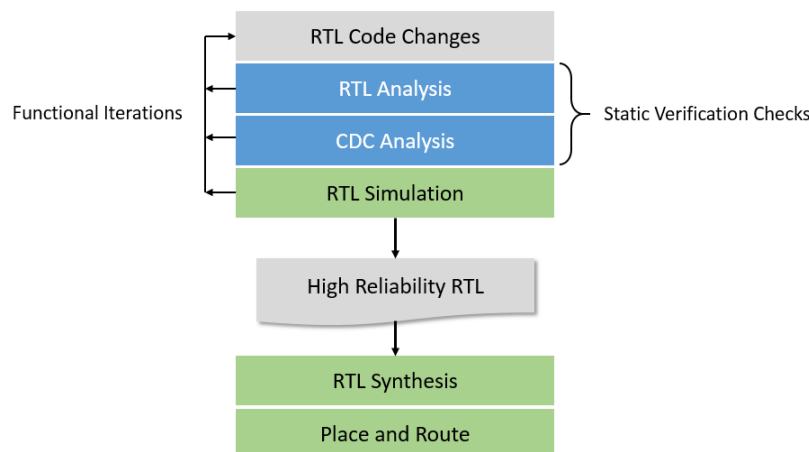 RTL Code Changes
RTL Analysis
Functional Iterations
Static Verification Checks
CDC Analysis
RTL Simulation
High Reliability RTL
RTL Synthesis
Place and Route